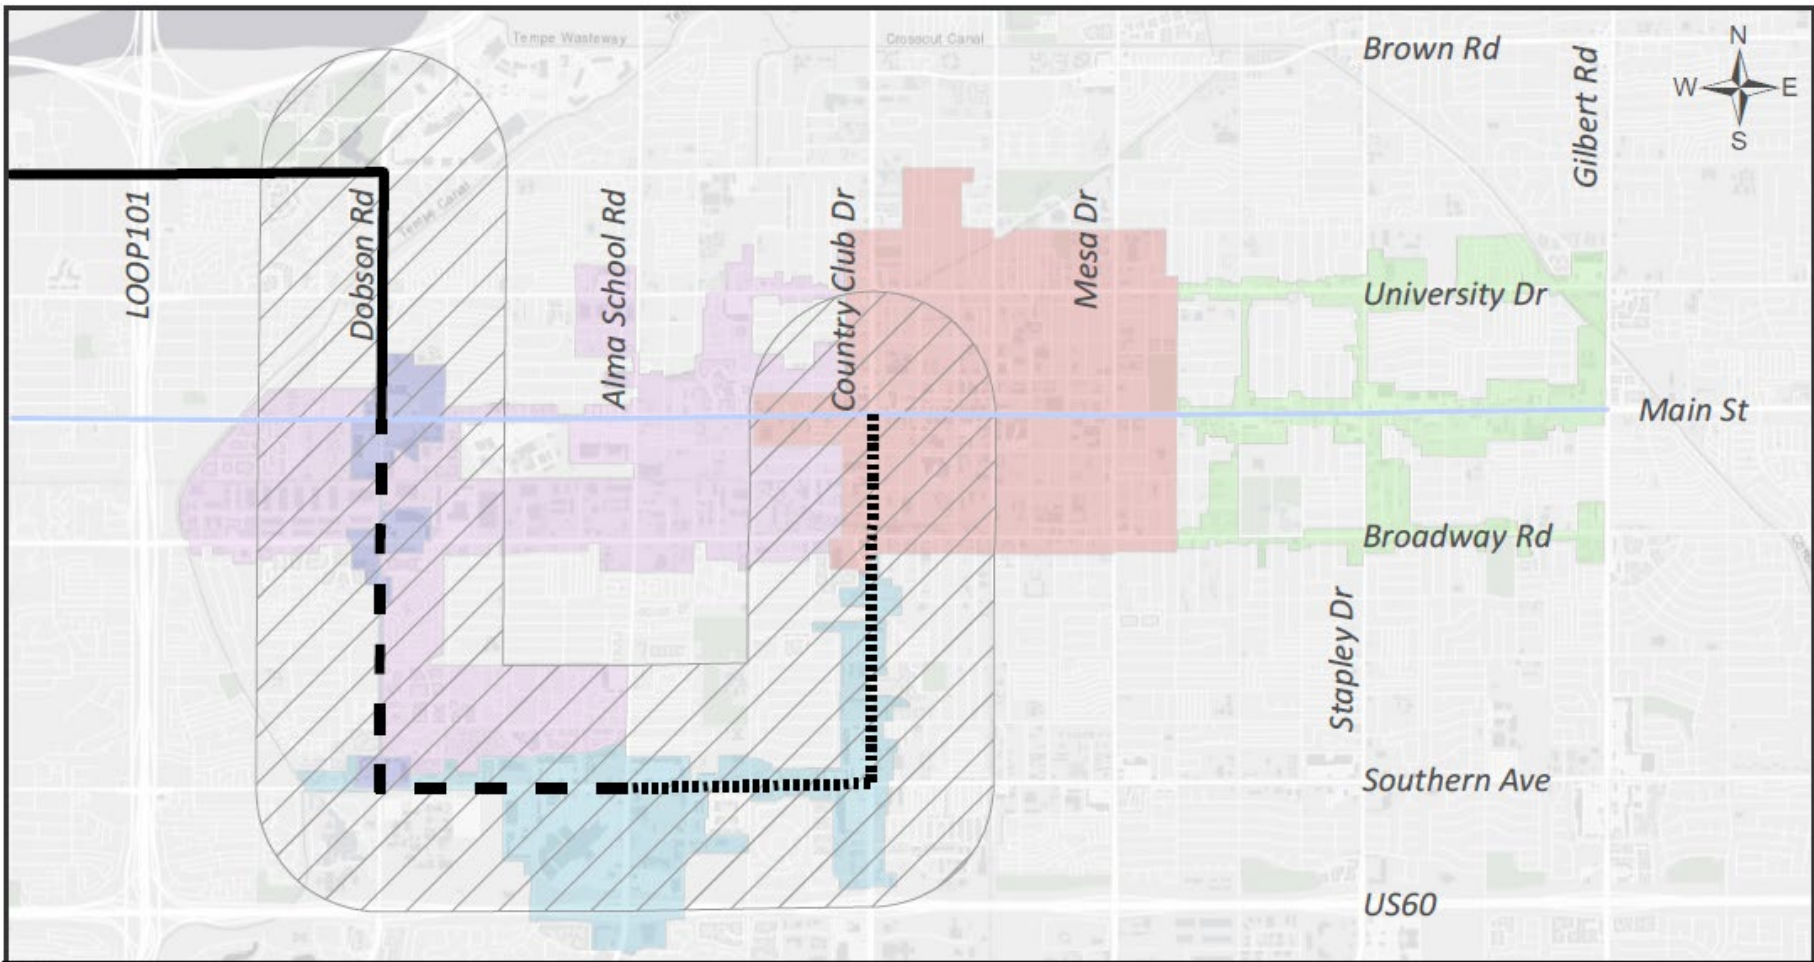 Tempe Wasteway
Crosscut Canal
Brown Rd
Gilbert Rd
N
W
E
S
LOOP101
Dobson Rd
Tempe Canal
Alma School Rd
Country Club Dr
Mesa Dr
University Dr
Main St
Broadway Rd
Stapley Dr
Southern Ave
US60